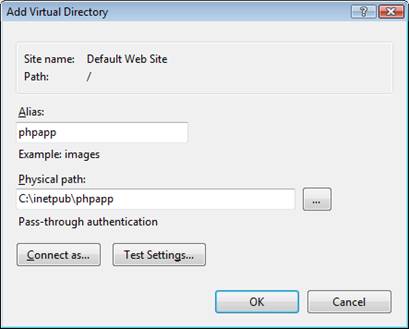 Add Virtual Directory
Site name: Default Web Site
Path: /
Alias:
phpapp
Example: images
Physical path:
C:\inetpub\phpapp
...
Pass-through authentication
Connect as... Test Settings...
OK Cancel